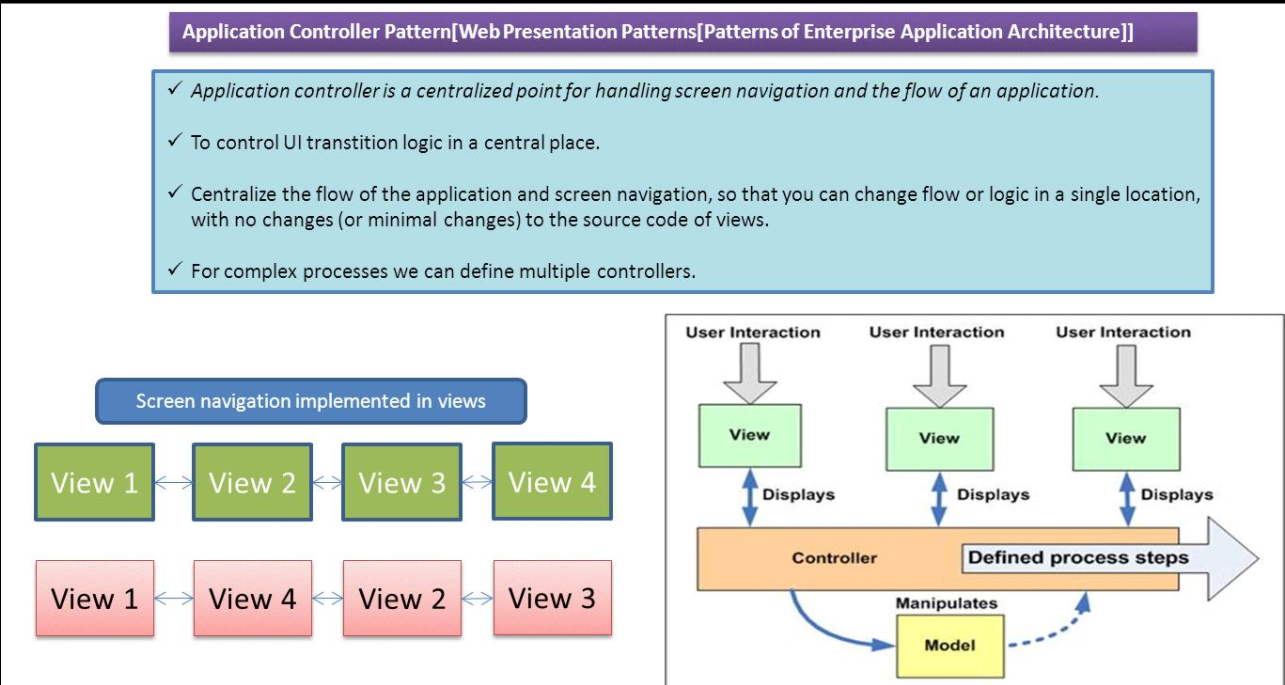 Application Controller Pattern[Web Presentation Patterns[Patterns of Enterprise Application Architecture]]
✓ Application controller is a centralized point for handling screen navigation and the flow of an application.
✓ To control UI transtition logic in a central place.
✓ Centralize the flow of the application and screen navigation, so that you can change flow or logic in a single location,
with no changes (or minimal changes) to the source code of views.
✓ For complex processes we can define multiple controllers.
Screen navigation implemented in views
View 1 View 2 View 3 View 4
View 1 View 4 View 2 View 3
User Interaction User Interaction User Interaction
View View View
Displays Displays Displays
Controller Defined process steps
Manipulates
Model